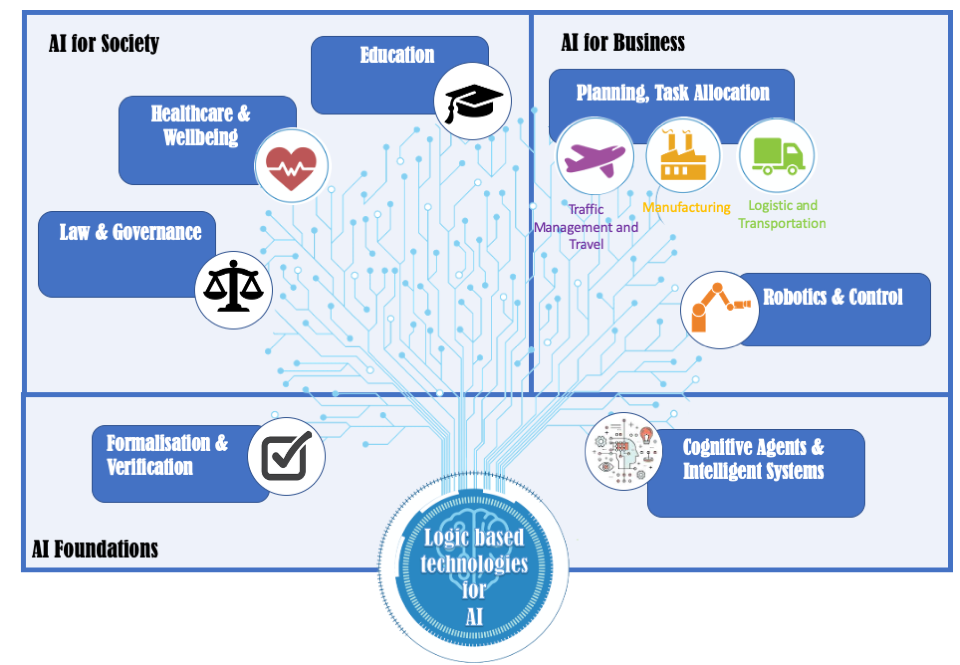 AI for Society
Education
Healthcare &
Wellbeing
Law & Governance
AI for Business
Planning, Task Allocation
Traffic
Management and
Travel
Manufacturing
Logistic and
Transportation
Robotics & Control
Formalisation &
Verification
Cognitive Agents &
Intelligent Systems
AI Foundations
Logic based
technologies
for
AI